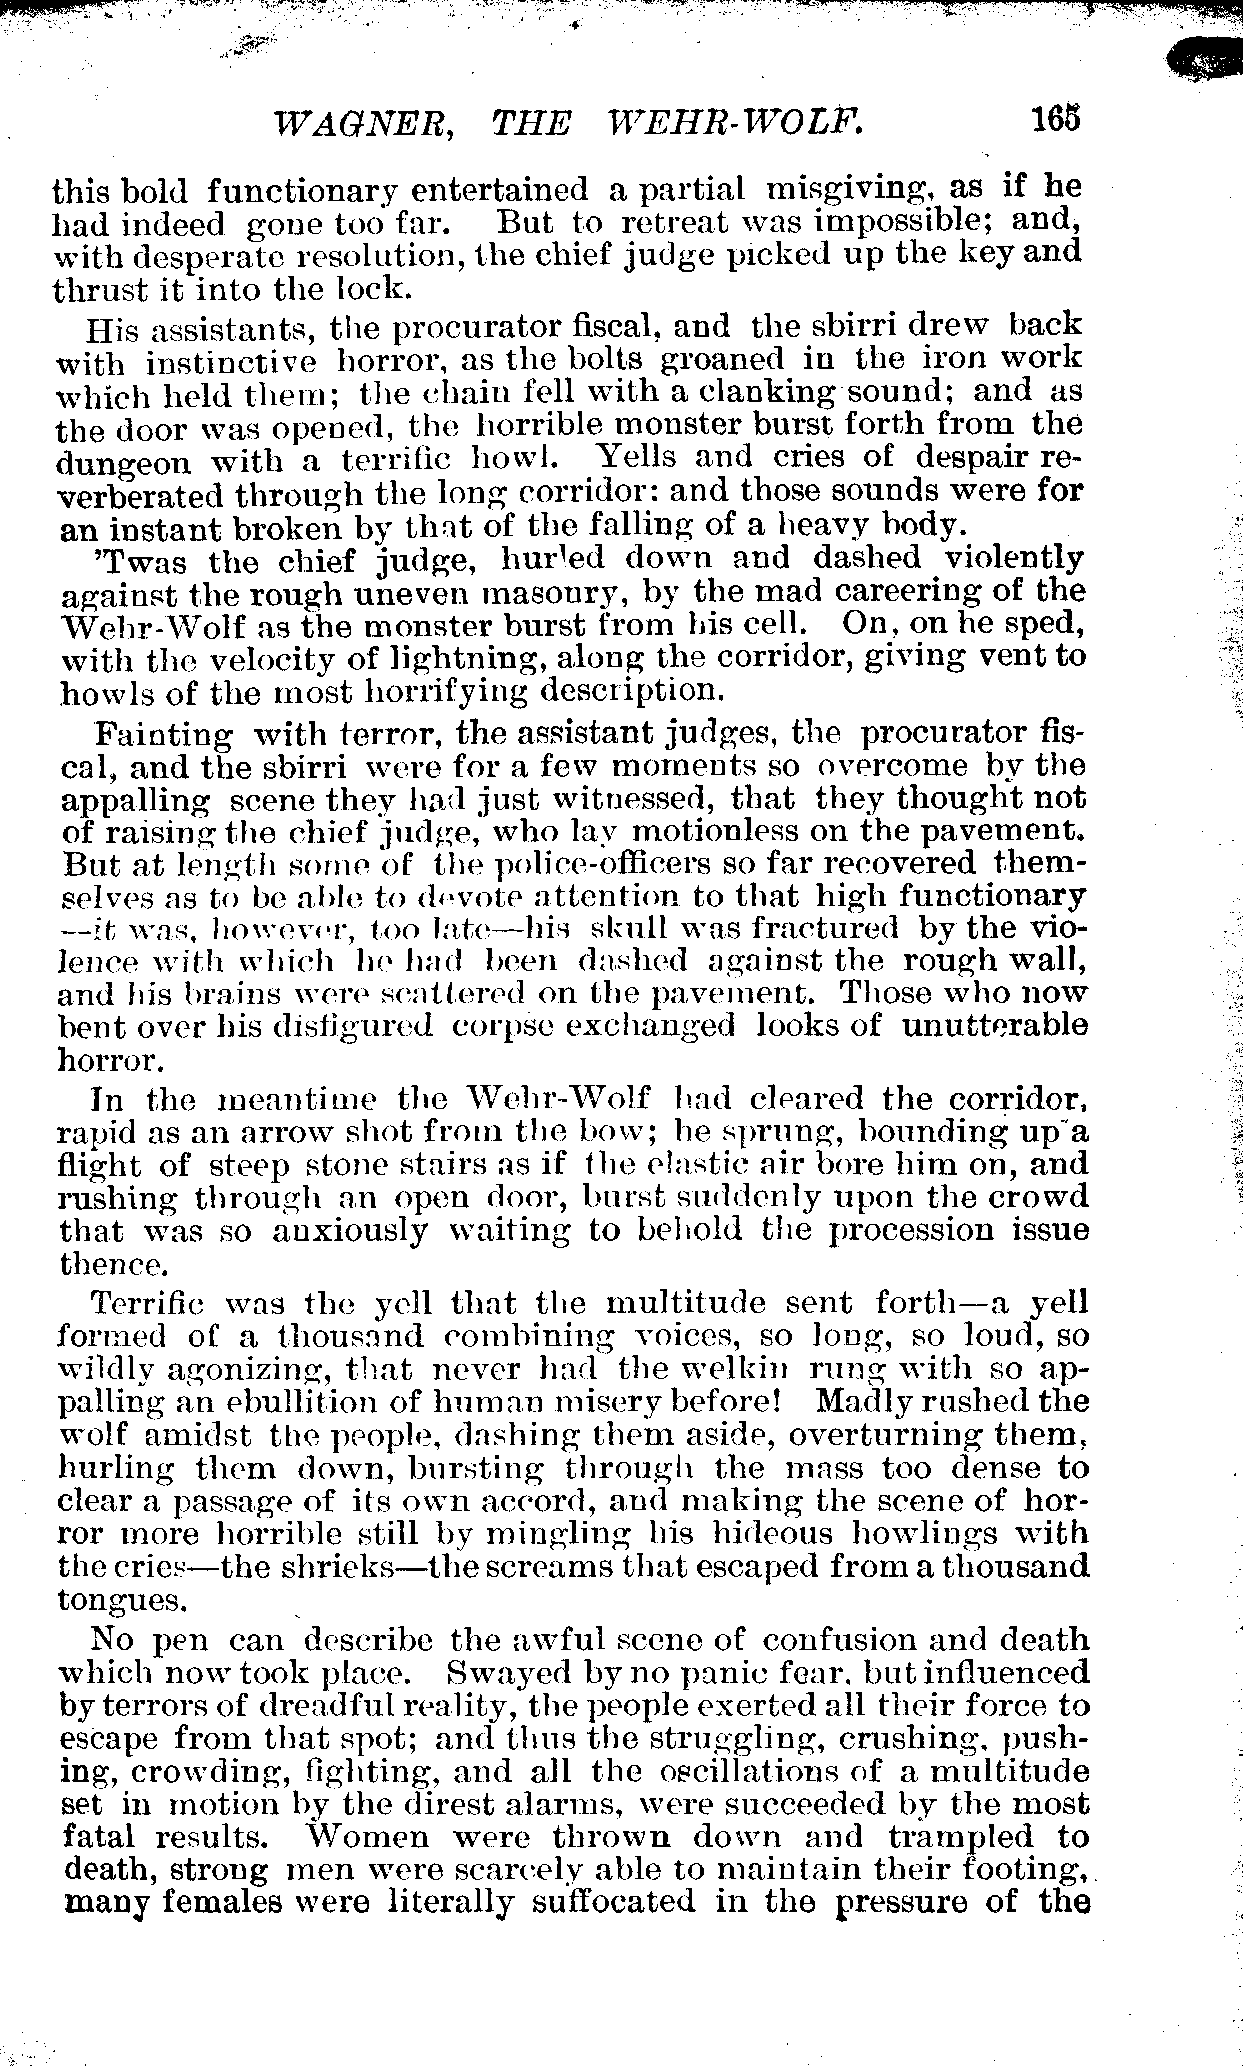 WAGNER, THE WEHR-WOLF. 165
this bold functionary entertained a partial misgiving, as if he
had indeed gone too far. But to retreat was impossible; and,
with desperate resolution, the chief judge picked up the key and
thrust it into the lock.
His assistants, the procurator fiscal, and the sbirri drew back
with instinctive horror, as the bolts groaned in the iron work
which held them; the chain fell with a clanking sound; and as
the door was opened, the horrible monster burst forth from the
dungeon with a terrific howl. Yells and cries of despair re-
verberated through the long corridor: and those sounds were for
an instant broken by that of the falling of a heavy body.
'Twas the chief judge, hurled down and dashed violently
against the rough uneven masonry, by the mad careering of the
Wehr-Wolf as the monster burst from his cell. On, on he sped,
with the velocity of lightning, along the corridor, giving vent to
howls of the most horrifying description.
Fainting with terror, the assistant judges, the procurator fis-
cal, and the sbirri were for a few moments so overcome by the
appalling scene they had just witnessed, that they thought not
of raising the chief judge, who lay motionless on the pavement.
But at length some of the police-officers so far recovered them-
selves as to be able to devote attention to that high functionary
—it was, however, too late—his skull was fractured by the vio-
lence with which he had been dashed against the rough wall,
and his brains were scattered on the pavement. Those who now
bent over his disfigured corpse exchanged looks of unutterable
horror.
In the meantime the Wehr-Wolf had cleared the corridor,
rapid as an arrow shot from the bow; he sprung, bounding up a
flight of steep stone stairs as if the elastic air bore him on, and
rushing through an open door, burst suddenly upon the crowd
that was so anxiously waiting to behold the procession issue
thence.
Terrific was the yell that the multitude sent forth—a yell
formed of a thousand combining voices, so long, so loud, so
wildly agonizing, that never had the welkin rung with so ap-
palling an ebullition of human misery before! Madly rushed the
wolf amidst the people, dashing them aside, overturning them,
hurling them down, bursting through the mass too dense to
clear a passage of its own accord, and making the scene of hor-
ror more horrible still by mingling his hideous howlings with
the cries—the shrieks—the screams that escaped from a thousand
tongues.
No pen can describe the awful scene of confusion and death
which now took place. Swayed by no panic fear, but influenced
by terrors of dreadful reality, the people exerted all their force to
escape from that spot; and thus the struggling, crushing, push-
ing, crowding, fighting, and all the oscillations of a multitude
set in motion by the direst alarms, were succeeded by the most
fatal results. Women were thrown down and trampled to
death, strong men were scarcely able to maintain their footing,
many females were literally suffocated in the pressure of the